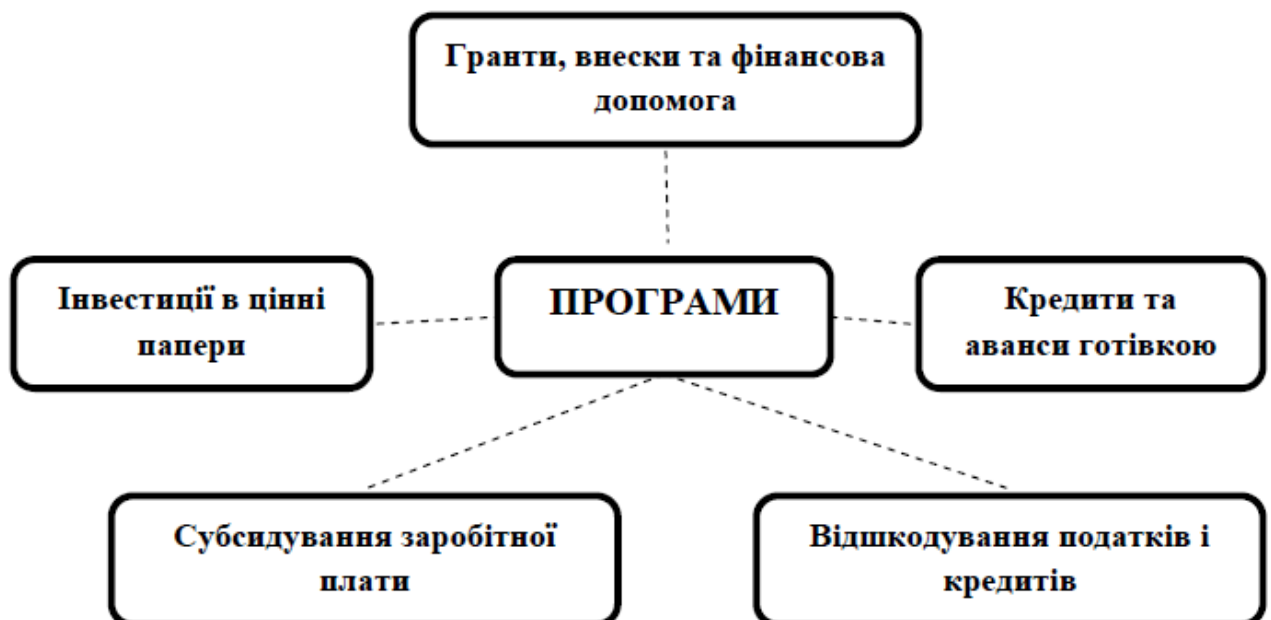 Гранти, внески та фінансова
допомога
Інвестиції в цінні
папери
ПРОГРАМИ
Кредити та
аванси готівкою
Субсидування заробітної
плати
Відшкодування податків і
кредитів